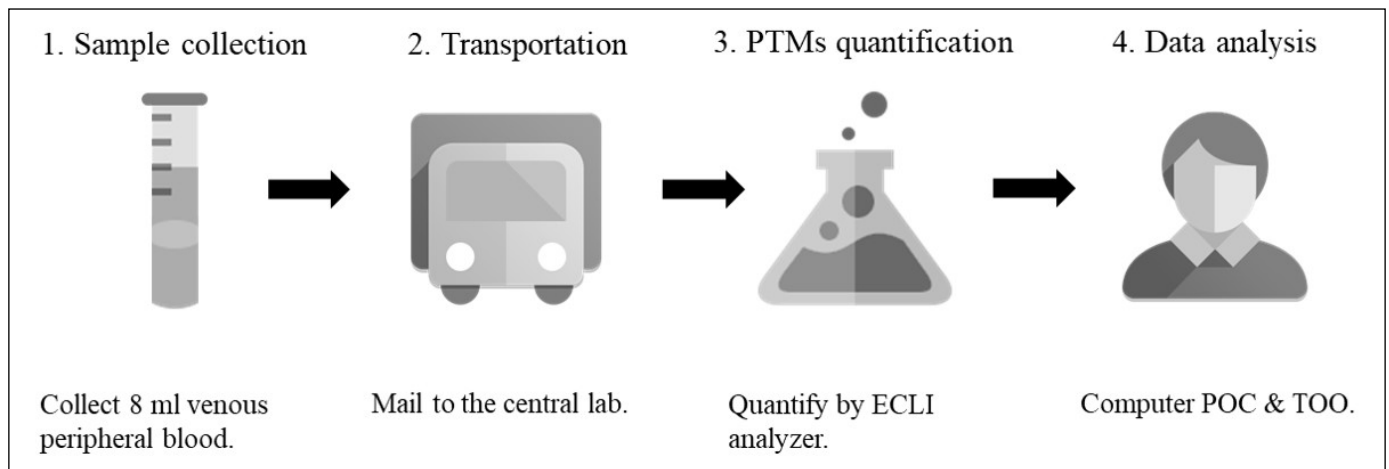 1. Sample collection
2. Transportation
3. PTMs quantification
4. Data analysis
Collect 8 ml venous
peripheral blood.
Mail to the central lab.
Quantify by ECLI
analyzer.
Computer POC & TOO.